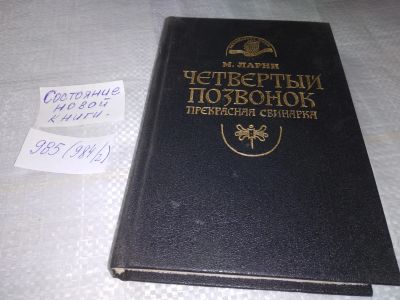 Состояние
новой
книги.
985(984/2)
М. ЛАРНИ
ЧЕТВЕРТЫЙ
ПОЗВОНОК
ПРЕКРАСНАЯ СВИНАРКА